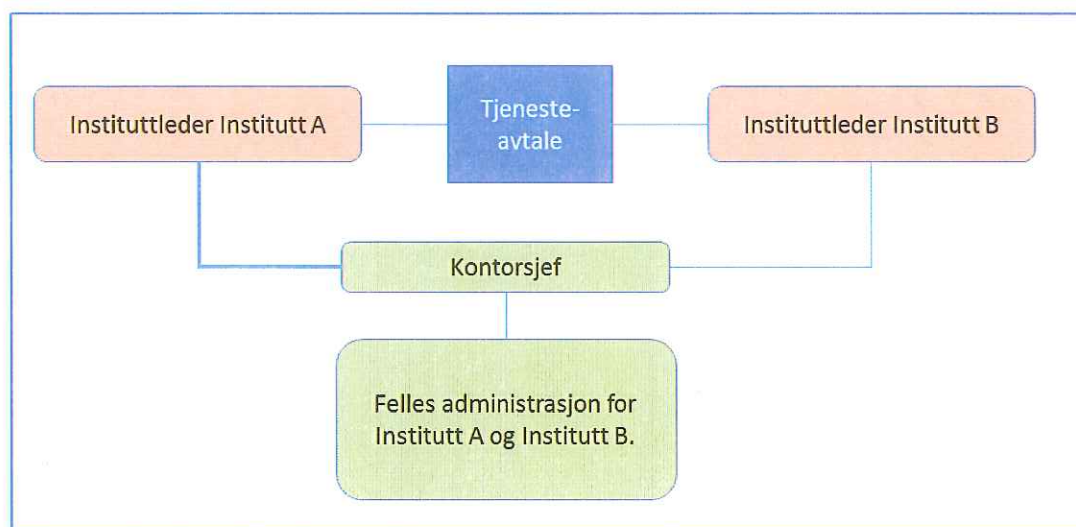 Instituttleder Institutt A
Tjeneste-
avtale
Instituttleder Institutt B
Kontorsjef
Felles administrasjon for
Institutt A og Institutt B.